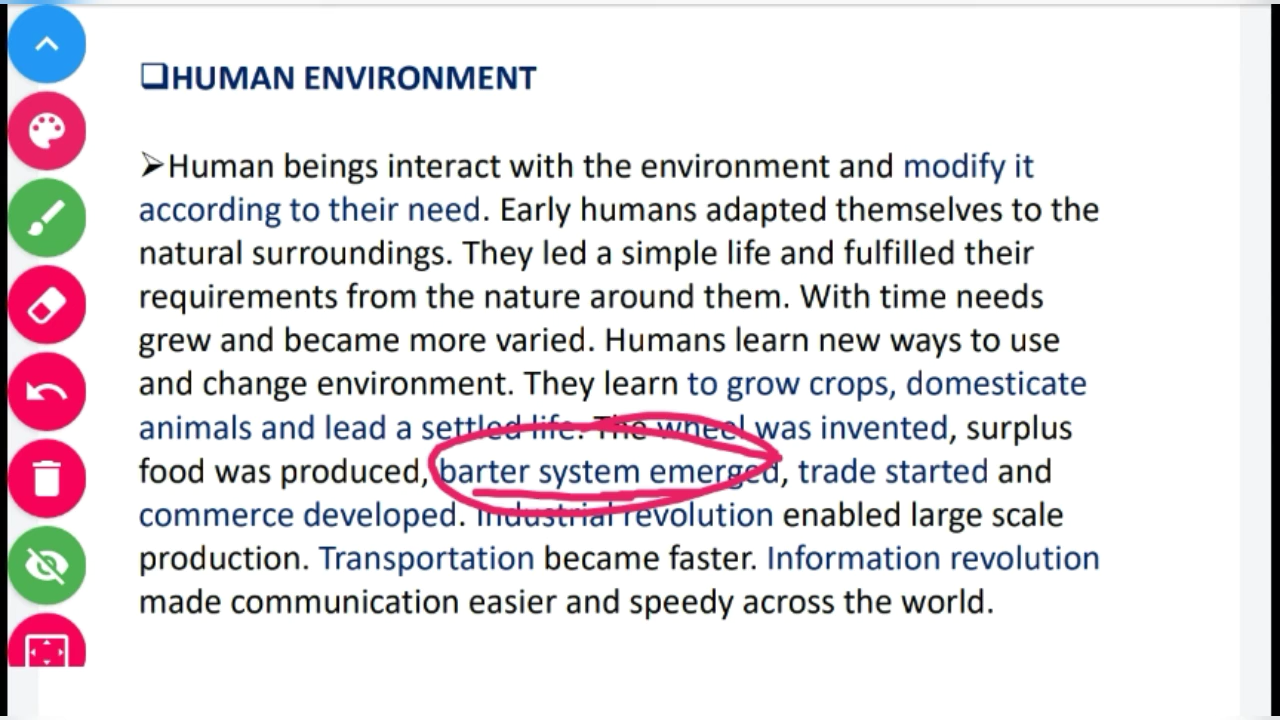 ❑HUMAN ENVIRONMENT
➢Human beings interact with the environment and modify it
according to their need. Early humans adapted themselves to the
natural surroundings. They led a simple life and fulfilled their
requirements from the nature around them. With time needs
grew and became more varied. Humans learn new ways to use
and change environment. They learn to grow crops, domesticate
animals and lead a settled life. The wheel was invented, surplus
food was produced, barter system emerged, trade started and
commerce developed. Industrial revolution enabled large scale
production. Transportation became faster. Information revolution
made communication easier and speedy across the world.